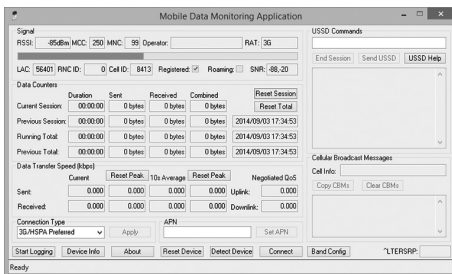 Mobile Data Monitoring Application
Signal
RSSI: -85dBm MCC: 250 MNC: 99 Operator: RAT: 3G
LAC: 56401 RNC ID: 0 Cell ID: 8413 Registered: Roaming: SNR: -88,-20
Data Counters
Duration Sent Received Combined Reset Session
Current Session: 00:00:00 0 bytes 0 bytes 0 bytes Reset Total
Previous Session: 00:00:00 0 bytes 0 bytes 0 bytes 2014/09/03 17:34:53
Running Total: 00:00:00 0 bytes 0 bytes 0 bytes 2014/09/03 17:34:53
Previous Total: 00:00:00 0 bytes 0 bytes 0 bytes 2014/09/03 17:34:53
Data Transfer Speed (kbps)
Current Reset Peak 10s Average Reset Peak Negotiated QoS
Sent: 0.000 0.000 0.000 0.000 Uplink: 0.000
Received: 0.000 0.000 0.000 0.000 Downlink: 0.000
Connection Type APN
3G/HSPA Preferred Apply Set APN
Start Logging Device Info About Reset Device Detect Device Connect
Ready
USSD Commands
End Session Send USSD USSD Help
Cellular Broadcast Messages
Cell Info:
Copy CBMs Clear CBMs
Band Config ^LTERSRP: